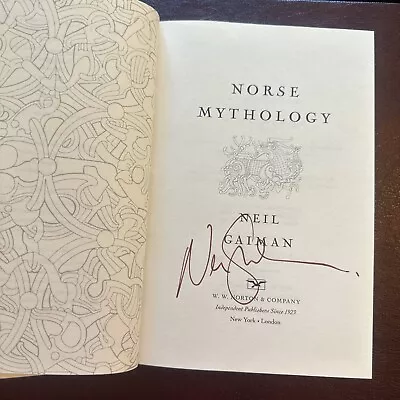 NORSE
MYTHOLOGY
NEIL
GAIMAN
W. W. NORTON & COMPANY
Independent Publishers Since 1923
New York • London